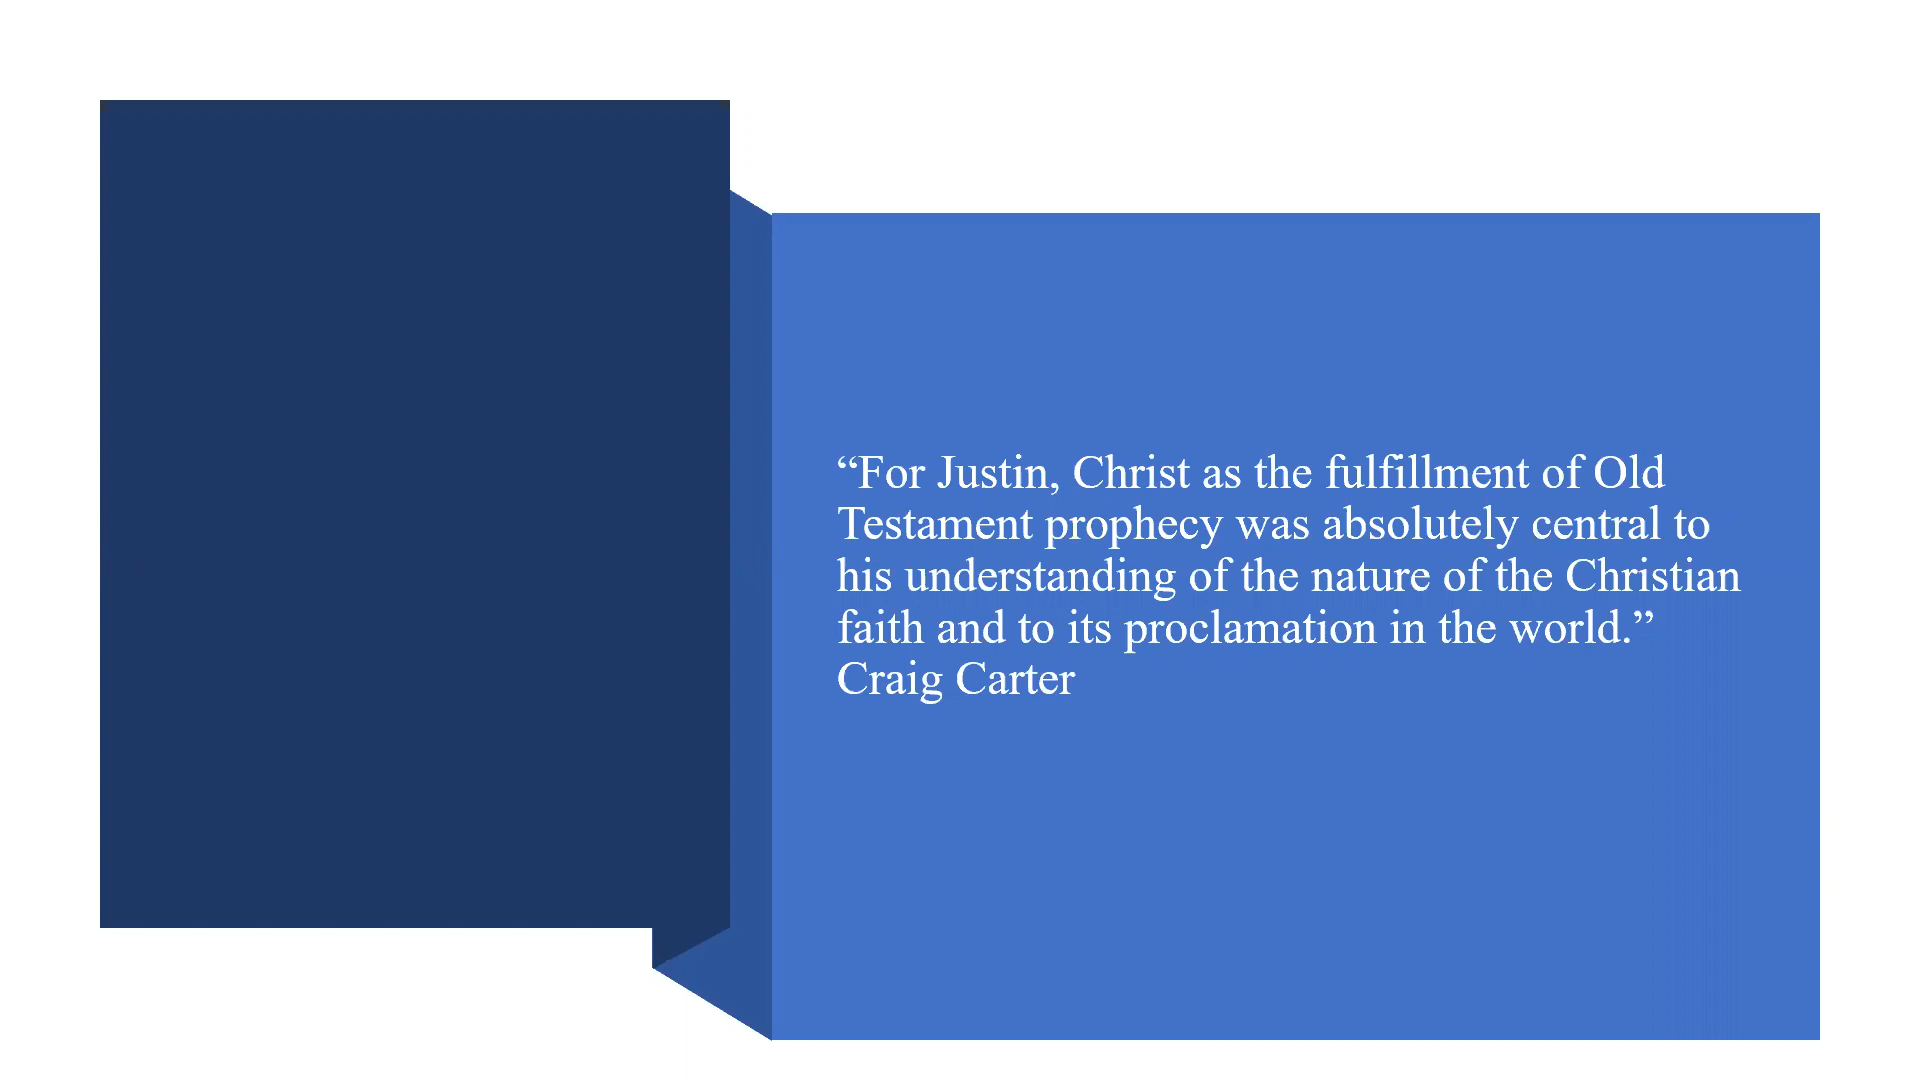 “For Justin, Christ as the fulfillment of Old
Testament prophecy was absolutely central to
his understanding of the nature of the Christian
faith and to its proclamation in the world.”
Craig Carter